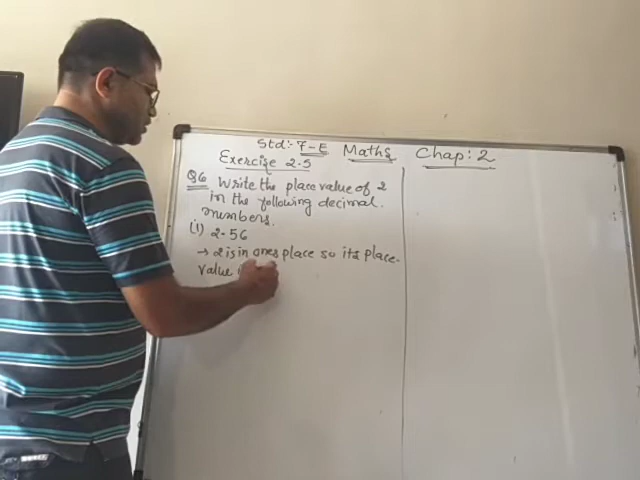 Std:- 7-E Maths Chap: 2
Exercise 2.5
Q6 Write the place value of 2
in the following decimal
numbers.
(i) 2.56
→ 2 is in ones place so its place-
value